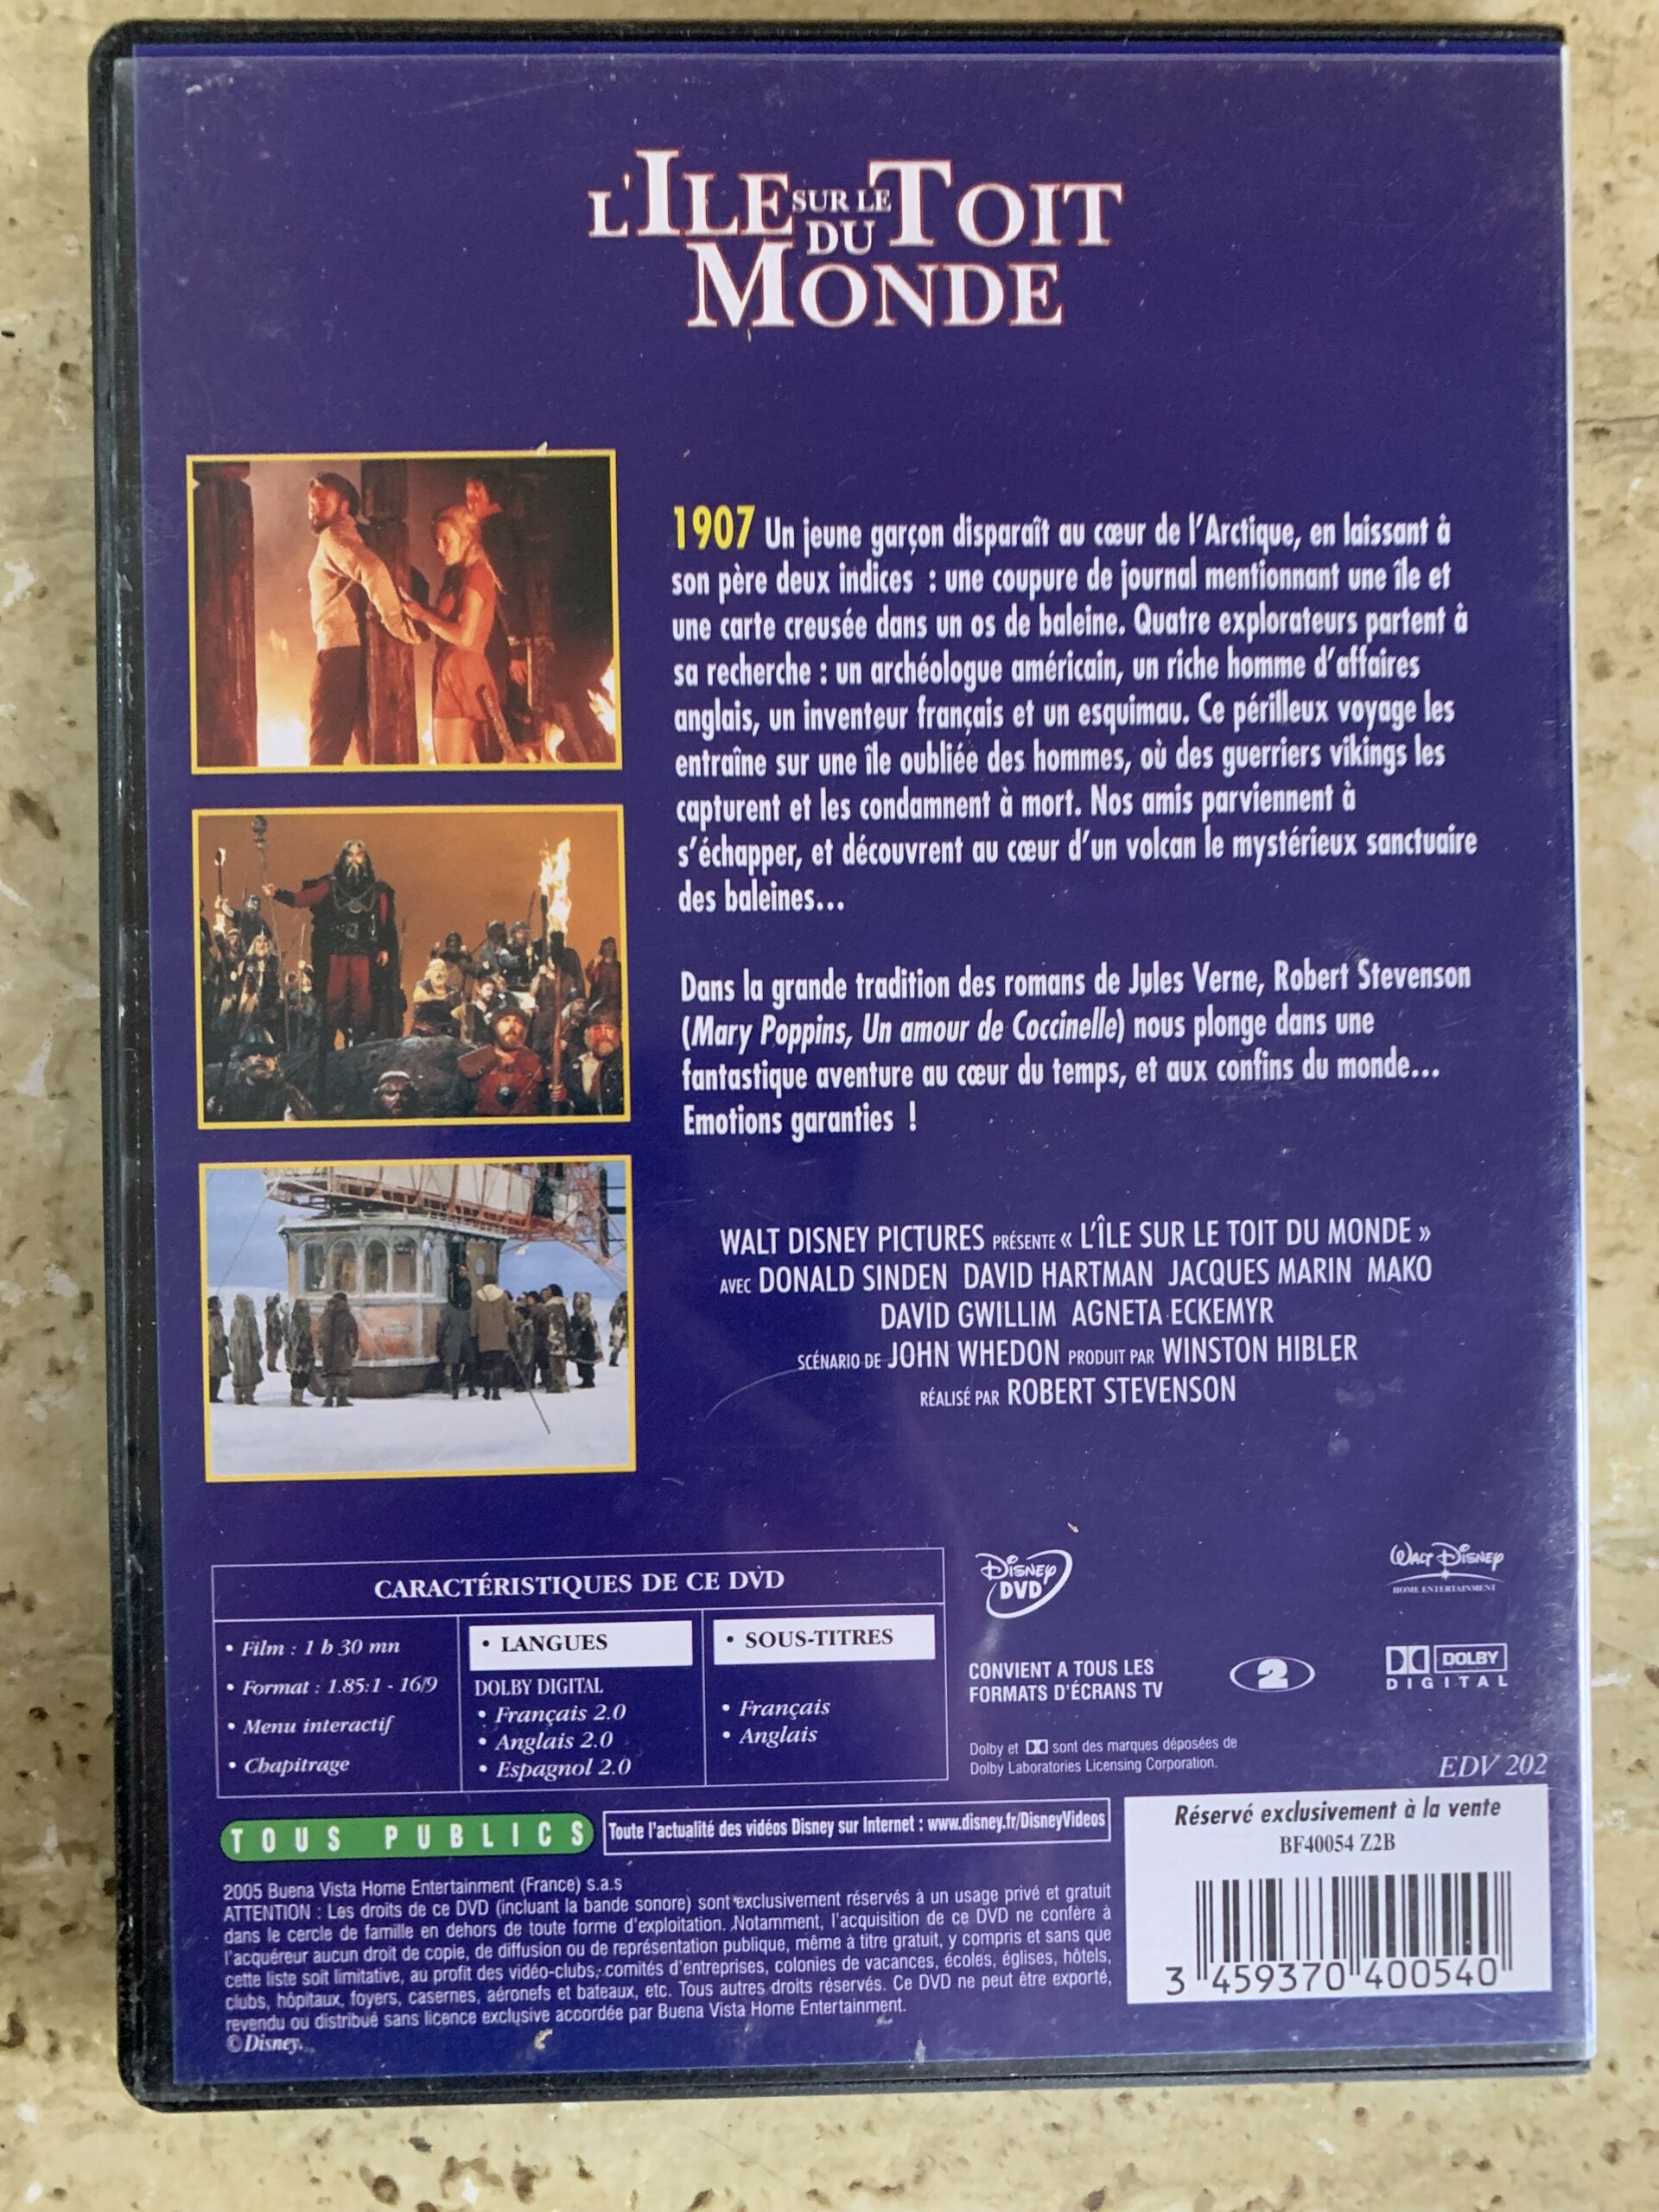 L'ILE SUR LE TOIT
DU
MONDE
1907 Un jeune garçon disparaît au cœur de l'Arctique, en laissant à
son père deux indices : une coupure de journal mentionnant une île et
une carte creusée dans un os de baleine. Quatre explorateurs partent à
sa recherche : un archéologue américain, un riche homme d'affaires
anglais, un inventeur français et un esquimau. Ce périlleux voyage les
entraîne sur une île oubliée des hommes, où des guerriers vikings les
capturent et les condamnent à mort. Nos amis parviennent à
s'échapper, et découvrent au cœur d'un volcan le mystérieux sanctuaire
des baleines...
Dans la grande tradition des romans de Jules Verne, Robert Stevenson
(Mary Poppins, Un amour de Coccinelle) nous plonge dans une
fantastique aventure au cœur du temps, et aux confins du monde...
Emotions garanties !
WALT DISNEY PICTURES PRÉSENTE « L'ÎLE SUR LE TOIT DU MONDE »
AVEC DONALD SINDEN DAVID HARTMAN JACQUES MARIN MAKO
DAVID GWILLIM AGNETA ECKEMYR
SCÉNARIO DE JOHN WHEDON PRODUIT PAR WINSTON HIBLER
RÉALISÉ PAR ROBERT STEVENSON
CARACTÉRISTIQUES DE CE DVD
• Film : 1 h 30 mn
• Format : 1.85:1 - 16/9
• Menu interactif
• Chapitrage
• LANGUES
DOLBY DIGITAL
• Français 2.0
• Anglais 2.0
• Espagnol 2.0
• SOUS-TITRES
• Français
• Anglais
DISNEY
DVD
WALT DISNEY
HOME ENTERTAINMENT
CONVIENT A TOUS LES
FORMATS D'ÉCRANS TV
2
DOLBY
DIGITAL
Dolby et DD sont des marques déposées de
Dolby Laboratories Licensing Corporation.
EDV 202
TOUS PUBLICS
Toute l'actualité des vidéos Disney sur Internet : www.disney.fr/DisneyVideos
Réservé exclusivement à la vente
BF40054 Z2B
3 459370 400540
2005 Buena Vista Home Entertainment (France) s.a.s
ATTENTION : Les droits de ce DVD (incluant la bande sonore) sont exclusivement réservés à un usage privé et gratuit
dans le cercle de famille en dehors de toute forme d'exploitation. Notamment, l'acquisition de ce DVD ne confère à
l'acquéreur aucun droit de copie, de diffusion ou de représentation publique, même à titre gratuit, y compris et sans que
cette liste soit limitative, au profit des vidéo-clubs, comités d'entreprises, colonies de vacances, écoles, églises, hôtels,
clubs, hôpitaux, foyers, casernes, aéronefs et bateaux, etc. Tous autres droits réservés. Ce DVD ne peut être exporté,
revendu ou distribué sans licence exclusive accordée par Buena Vista Home Entertainment.
©Disney.